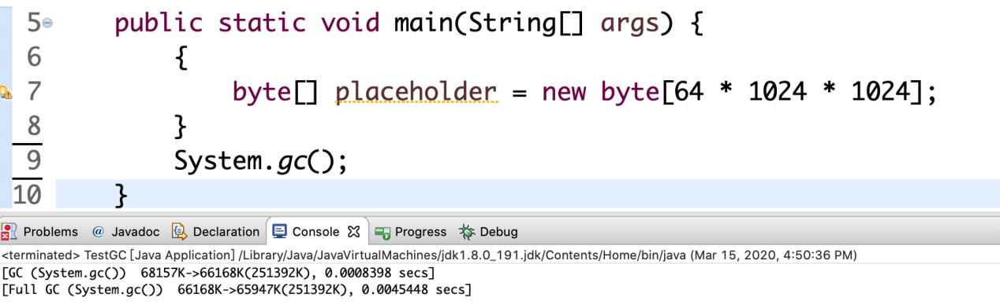 5 public static void main(String[] args) {
6 {
7 byte[] placeholder = new byte[64 * 1024 * 1024];
8 }
9 System.gc();
10 }
Problems @ Javadoc Declaration Console Progress Debug
<terminated> TestGC [Java Application] /Library/Java/JavaVirtualMachines/jdk1.8.0_191.jdk/Contents/Home/bin/java (Mar 15, 2020, 4:50:36 PM)
[GC (System.gc())  68157K->66168K(251392K), 0.0008398 secs]
[Full GC (System.gc())  66168K->65947K(251392K), 0.0045448 secs]